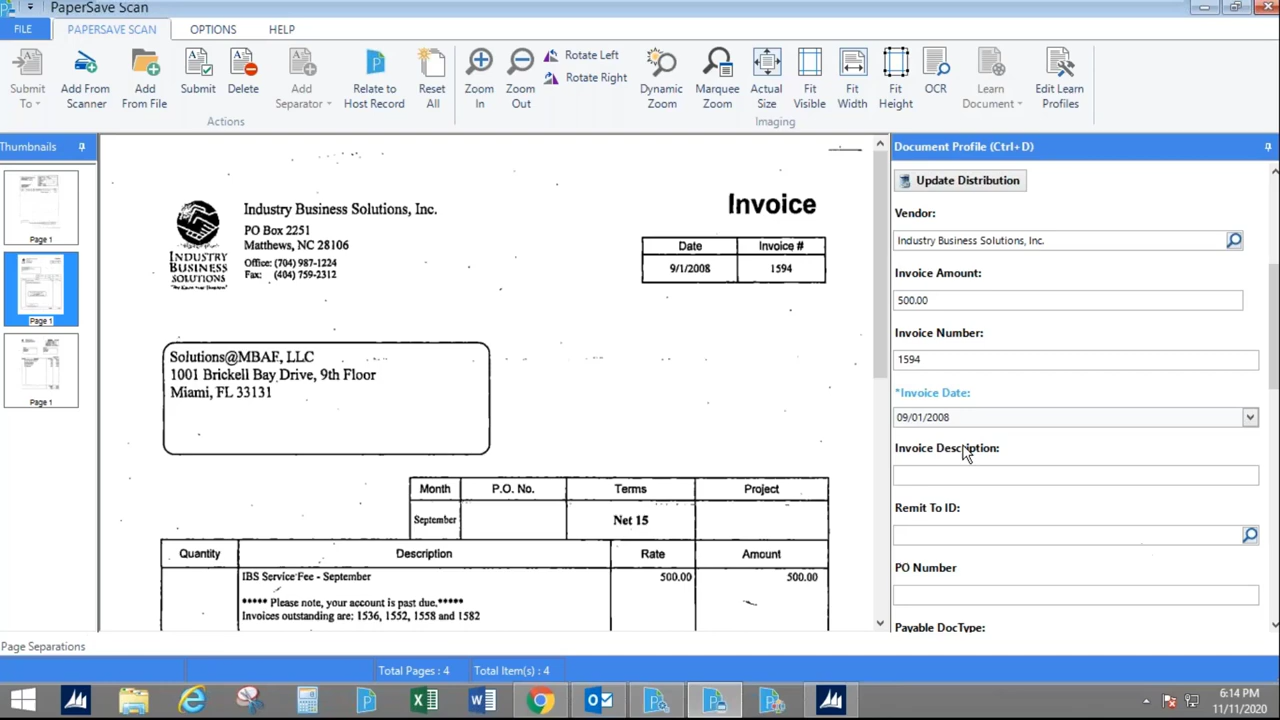 PaperSave Scan
FILE
PAPERSAVE SCAN
OPTIONS
HELP
Submit To
Add From Scanner
Add From File
Submit
Delete
Add Separator
Relate to Host Record
Reset All
Zoom In
Zoom Out
Rotate Left
Rotate Right
Dynamic Zoom
Marquee Zoom
Actual Size
Fit Visible
Fit Width
Fit Height
OCR
Learn Document
Edit Learn Profiles
Actions
Imaging
Thumbnails
Page 1
Page 1
Page 1
Industry Business Solutions, Inc.
PO Box 2251
Matthews, NC 28106
Office: (704) 987-1224
Fax: (404) 759-2312
INDUSTRY
BUSINESS
SOLUTIONS
Invoice
Date Invoice #
9/1/2008 1594
Solutions@MBAF, LLC
1001 Brickell Bay Drive, 9th Floor
Miami, FL 33131
Month P.O. No. Terms Project
September Net 15
Quantity Description Rate Amount
IBS Service Fee - September 500.00 500.00
***** Please note, your account is past due.*****
Invoices outstanding are: 1536, 1552, 1558 and 1582
Document Profile (Ctrl+D)
Update Distribution
Vendor:
Industry Business Solutions, Inc.
Invoice Amount:
500.00
Invoice Number:
1594
*Invoice Date:
09/01/2008
Invoice Description:
Remit To ID:
PO Number
Payable DocType:
Page Separations
Total Pages : 4
Total Item(s) : 4
6:14 PM
11/11/2020